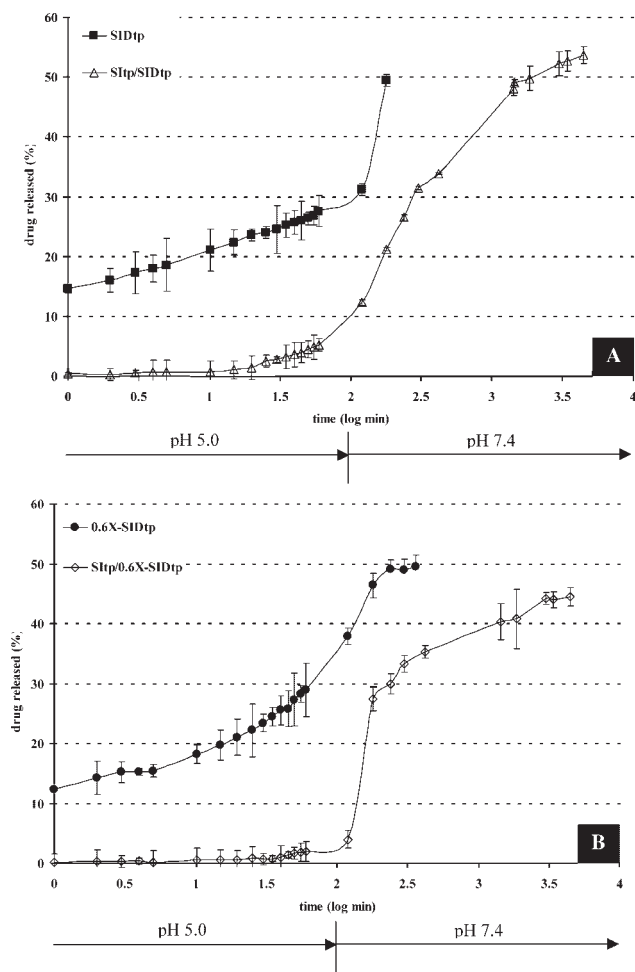 60
50
40
30
20
10
0
drug released (%)
SIDtp
SItp/SIDtp
A
0 0.5 1 1.5 2 2.5 3 3.5 4
time (log min)
pH 5.0 pH 7.4
60
50
40
30
20
10
0
drug released (%)
0.6X-SIDtp
SItp/0.6X-SIDtp
B
0 0.5 1 1.5 2 2.5 3 3.5 4
time (log min)
pH 5.0 pH 7.4